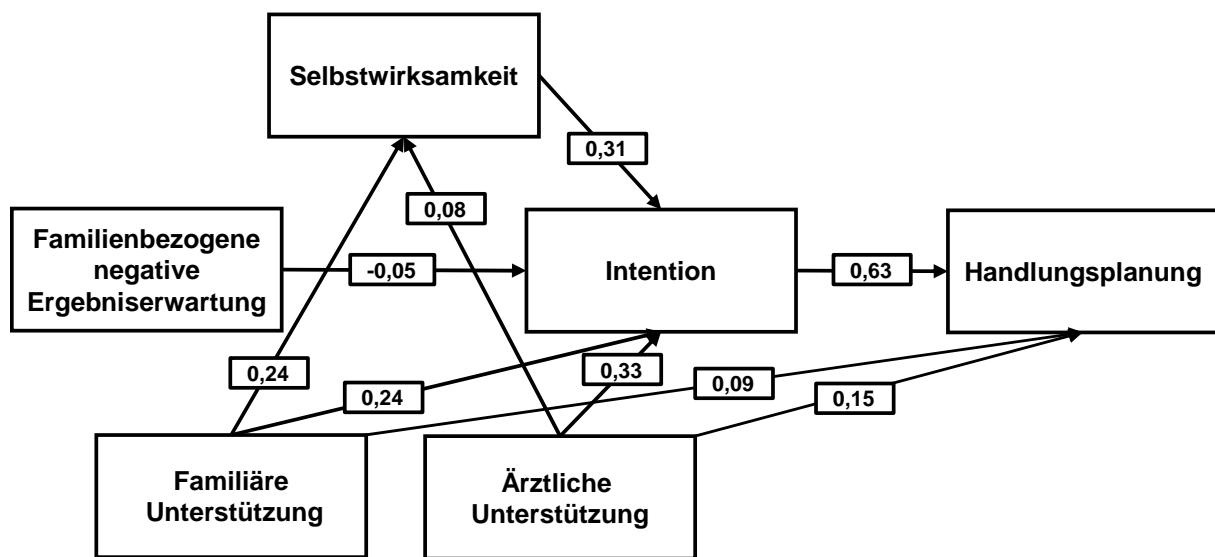 Selbstwirksamkeit
0,31
0,08
Familienbezogene
negative
Ergebniserwartung
-0,05
Intention
0,63
Handlungsplanung
0,24
0,24
0,33
0,09
0,15
Familiäre
Unterstützung
Ärztliche
Unterstützung